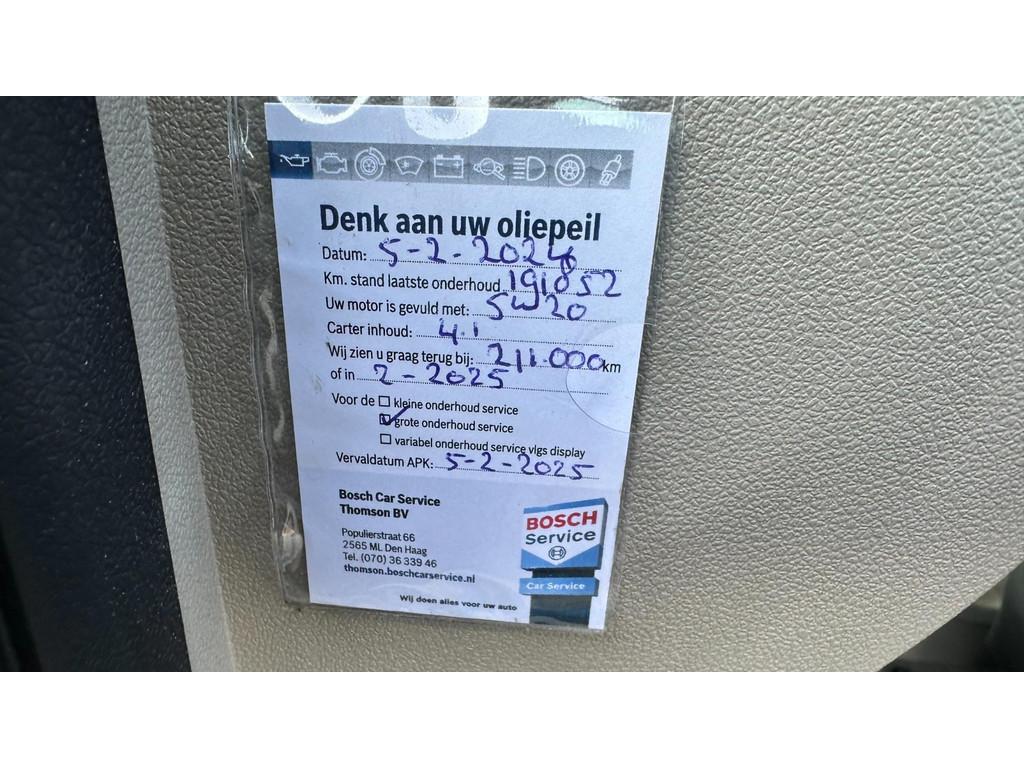 Denk aan uw oliepeil
Datum: 5-2-2024
Km. stand laatste onderhoud 191852
Uw motor is gevuld met: 5W20
Carter inhoud: 4.1
Wij zien u graag terug bij: 211.000 km
of in 2-2025
Voor de kleine onderhoud service
grote onderhoud service
variabel onderhoud service vlgs display
Vervaldatum APK: 5-2-2025
Bosch Car Service
Thomson BV
Populierstraat 66
2565 ML Den Haag
Tel. (070) 36 339 46
thomson.boschcarservice.nl
Wij doen alles voor uw auto
BOSCH
Service
Car Service